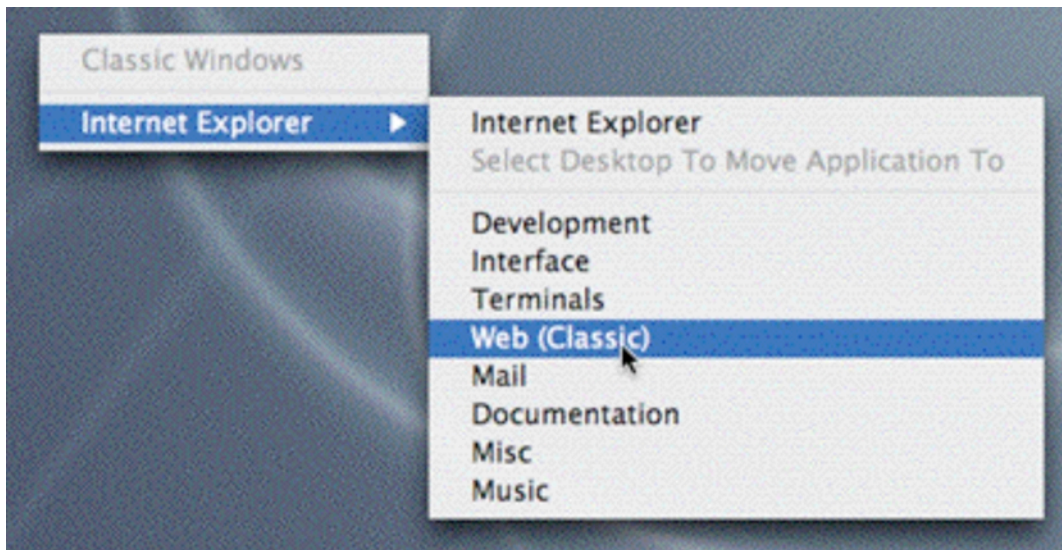 Classic Windows
Internet Explorer
Internet Explorer
Select Desktop To Move Application To
Development
Interface
Terminals
Web (Classic)
Mail
Documentation
Misc
Music